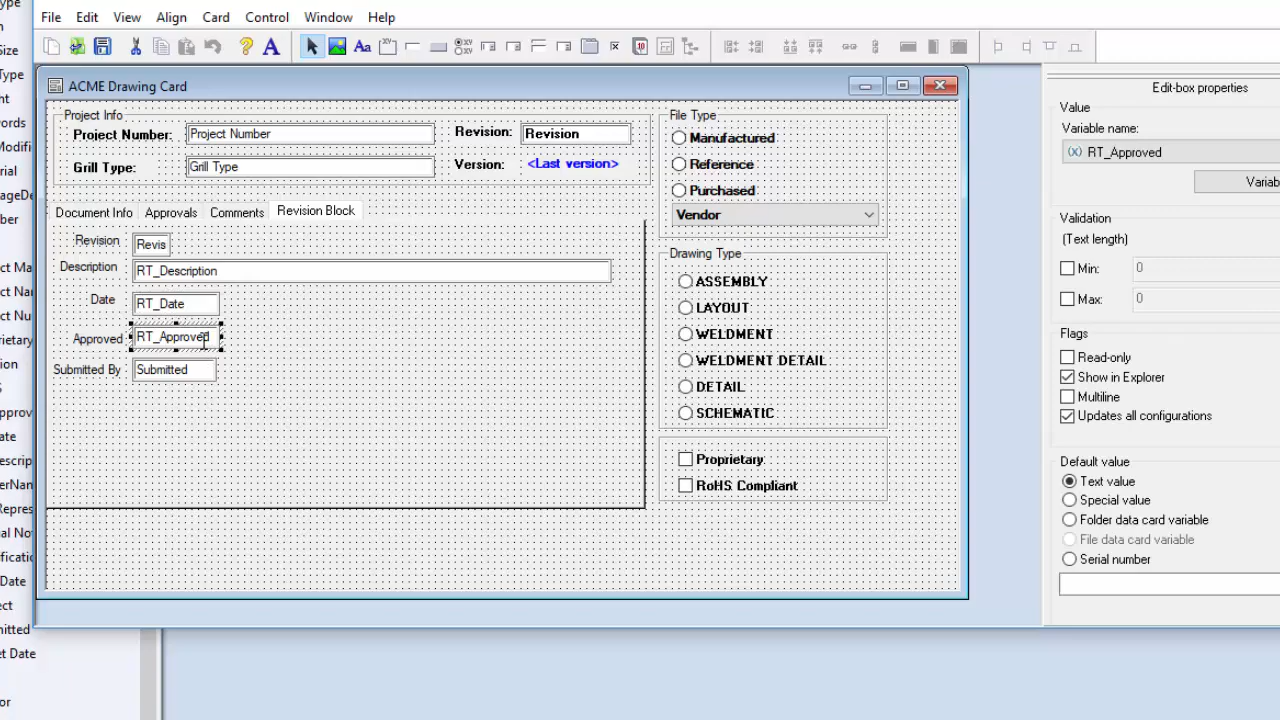 File Edit View Align Card Control Window Help
ACME Drawing Card
Project Info
Project Number: Project Number
Revision: Revision
Grill Type: Grill Type
Version: <Last version>
Document Info Approvals Comments Revision Block
Revision Revis
Description RT_Description
Date RT_Date
Approved RT_Approved
Submitted By Submitted
File Type
Manufactured
Reference
Purchased
Vendor
Drawing Type
ASSEMBLY
LAYOUT
WELDMENT
WELDMENT DETAIL
DETAIL
SCHEMATIC
Proprietary
RoHS Compliant
Edit-box properties
Value
Variable name:
(x) RT_Approved
Variab
Validation
(Text length)
Min: 0
Max: 0
Flags
Read-only
Show in Explorer
Multiline
Updates all configurations
Default value
Text value
Special value
Folder data card variable
File data card variable
Serial number